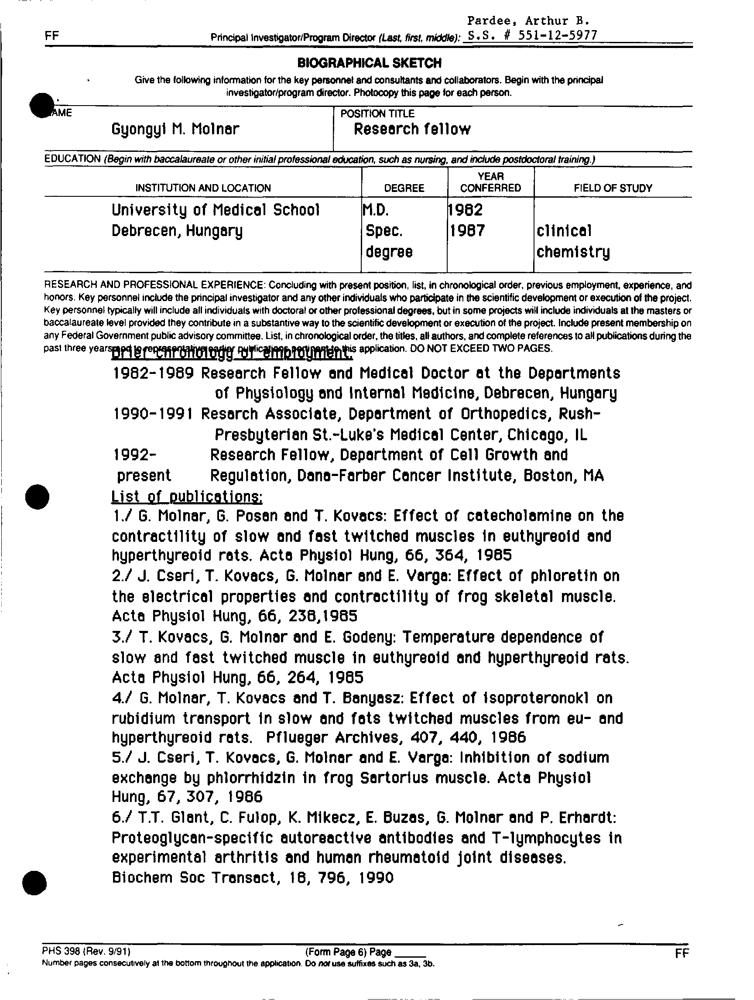 Pardee, Arthur B.
FF Principal Investigator/Program Director (Last, first, middle): S.S. # 551-12-5977
BIOGRAPHICAL SKETCH
Give the following information for the key personnel and consultants and collaborators. Begin with the principal
investigator/program director. Photocopy this page for each person.
POSITION TITLE
Gyongyi M. Molnar Research fellow
EDUCATION (Begin with baccalaureate or other initial professional education, such as nursing, and include postdoctoral training.)
INSTITUTION AND LOCATION DEGREE YEAR CONFERRED FIELD OF STUDY
University of Medical School M.D. 1982
Debrecen, Hungary Spec. 1987 clinical
degree chemistry
RESEARCH AND PROFESSIONAL EXPERIENCE: Concluding with present position, list, in chronological order, previous employment, experience, and
honors. Key personnel include the principal investigator and any other individuals who participate in the scientific development or execution of the project.
Key personnel typically will include all individuals with doctoral or other professional degrees, but in some projects will include individuals at the masters or
baccalaureate level provided they contribute in a substantive way to the scientific development or execution of the project. Include present membership on
any Federal Government public advisory committee. List, in chronological order, the titles, all authors, and complete references to all publications during the
past three years application. DO NOT EXCEED TWO PAGES.
Brief chronology of employment:
1982-1989 Research Fellow and Medical Doctor at the Departments
of Physiology and Internal Medicine, Debrecen, Hungary
1990-1991 Resarch Associate, Department of Orthopedics, Rush-
Presbyterian St.-Luke's Medical Center, Chicago, IL
1992- Research Fellow, Department of Cell Growth and
present Regulation, Dana-Farber Cancer Institute, Boston, MA
List of publications:
1./ G. Molnar, G. Posan and T. Kovacs: Effect of catecholamine on the
contractility of slow and fast twitched muscles in euthyreoid and
hyperthyreoid rats. Acta Physiol Hung, 66, 364, 1985
2./ J. Cseri, T. Kovacs, G. Molnar and E. Varga: Effect of phloretin on
the electrical properties and contractility of frog skeletal muscle.
Acta Physiol Hung, 66, 238,1985
3./ T. Kovacs, G. Molnar and E. Godeny: Temperature dependence of
slow and fast twitched muscle in euthyreoid and hyperthyreoid rats.
Acta Physiol Hung, 66, 264, 1985
4./ G. Molnar, T. Kovacs and T. Banyasz: Effect of isoproteronokl on
rubidium transport in slow and fats twitched muscles from eu- and
hyperthyreoid rats. Pflueger Archives, 407, 440, 1986
5./ J. Cseri, T. Kovacs, G. Molnar and E. Varga: Inhibition of sodium
exchange by phlorrhidzin in frog Sartorius muscle. Acta Physiol
Hung, 67, 307, 1986
6./ T.T. Glant, C. Fulop, K. Mikecz, E. Buzas, G. Molnar and P. Erhardt:
Proteoglycan-specific autoreactive antibodies and T-lymphocytes in
experimental arthritis and human rheumatoid joint diseases.
Biochem Soc Transact, 18, 796, 1990
PHS 398 (Rev. 9/91) (Form Page 6) Page FF
Number pages consecutively at the bottom throughout the application. Do not use suffixes such as 3a, 3b.